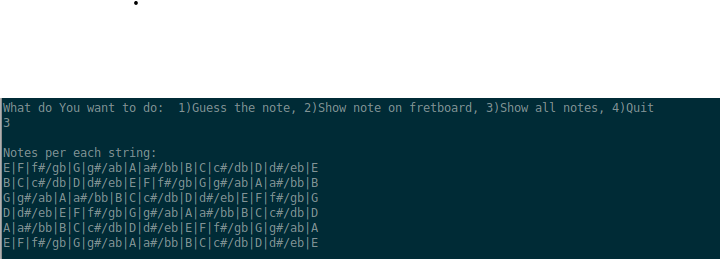 What do You want to do:  1)Guess the note, 2)Show note on fretboard, 3)Show all notes, 4)Quit
3
Notes per each string:
E|F|f#/gb|G|g#/ab|A|a#/bb|B|C|c#/db|D|d#/eb|E
B|C|c#/db|D|d#/eb|E|F|f#/gb|G|g#/ab|A|a#/bb|B
G|g#/ab|A|a#/bb|B|C|c#/db|D|d#/eb|E|F|f#/gb|G
D|d#/eb|E|F|f#/gb|G|g#/ab|A|a#/bb|B|C|c#/db|D
A|a#/bb|B|C|c#/db|D|d#/eb|E|F|f#/gb|G|g#/ab|A
E|F|f#/gb|G|g#/ab|A|a#/bb|B|C|c#/db|D|d#/eb|E